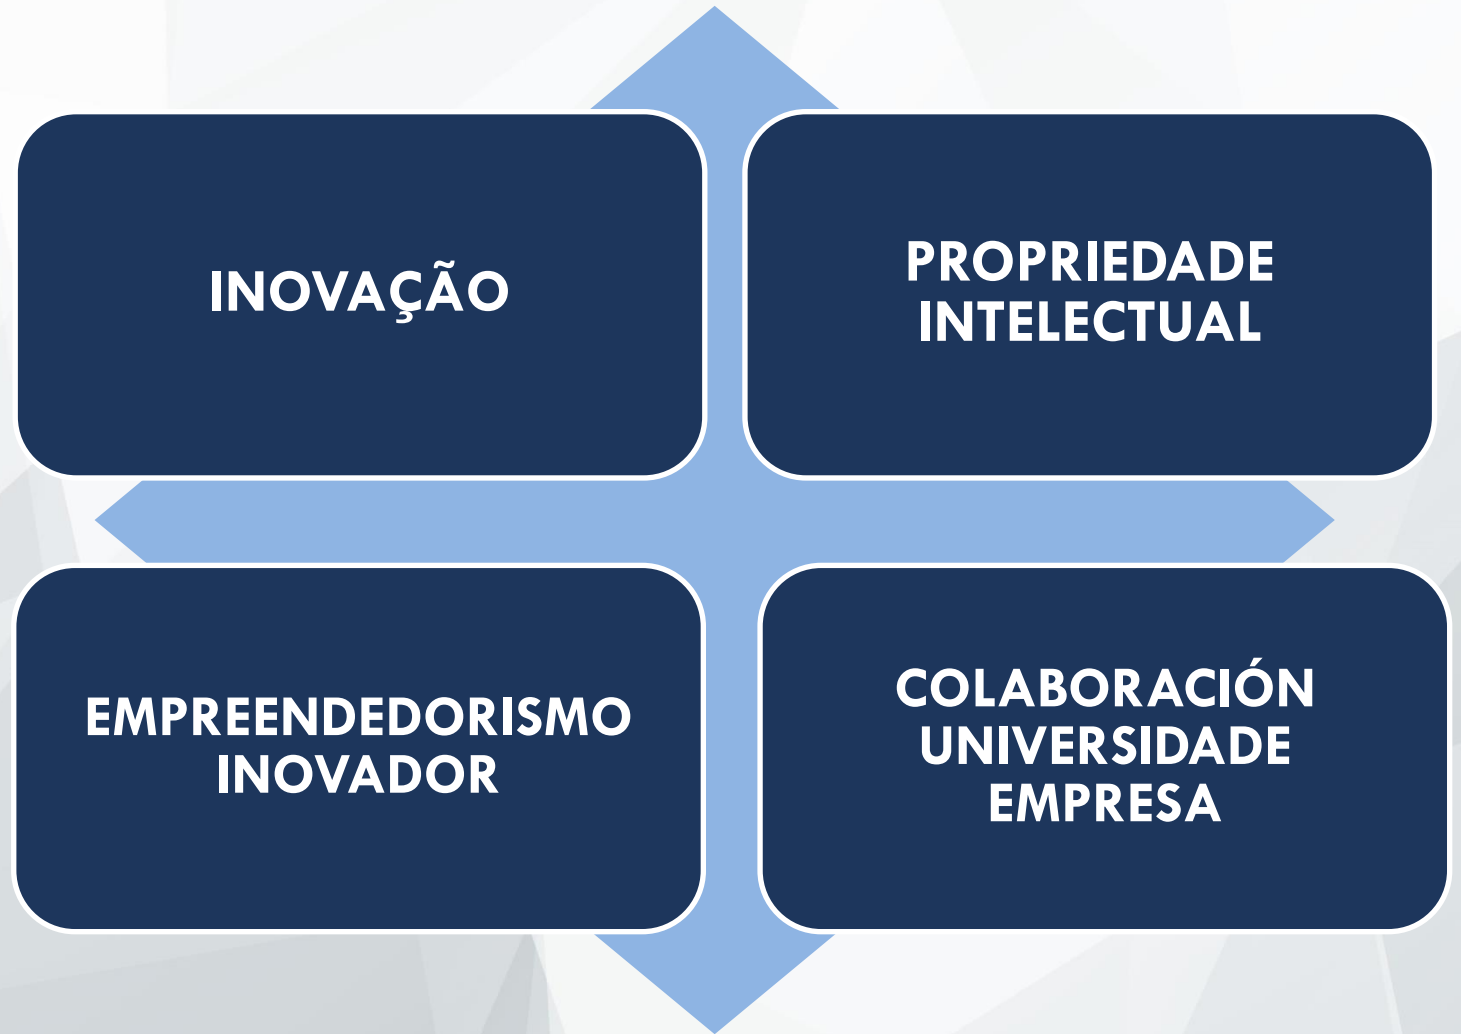 INOVAÇÃO
PROPRIEDADE
INTELECTUAL
EMPREENDEDORISMO
INOVADOR
COLABORACIÓN
UNIVERSIDADE
EMPRESA